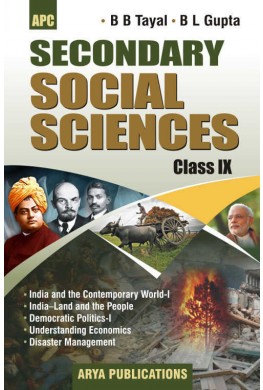 APC
• B B Tayal • B L Gupta
SECONDARY
SOCIAL
SCIENCES
Class IX
• India and the Contemporary World-I
• India–Land and the People
• Democratic Politics-I
• Understanding Economics
• Disaster Management
ARYA PUBLICATIONS